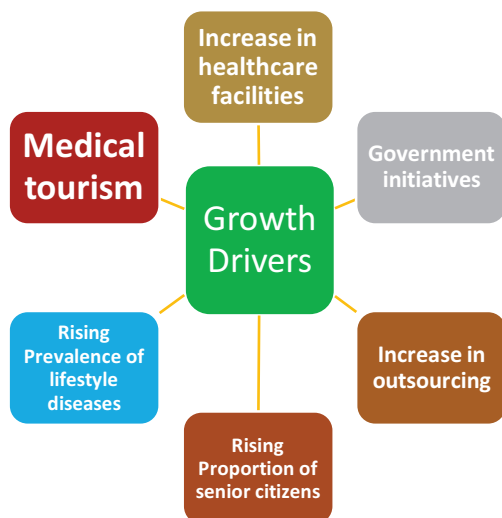 Increase in
healthcare
facilities
Medical
tourism
Government
initiatives
Growth
Drivers
Rising
Prevalence of
lifestyle
diseases
Increase in
outsourcing
Rising
Proportion of
senior citizens